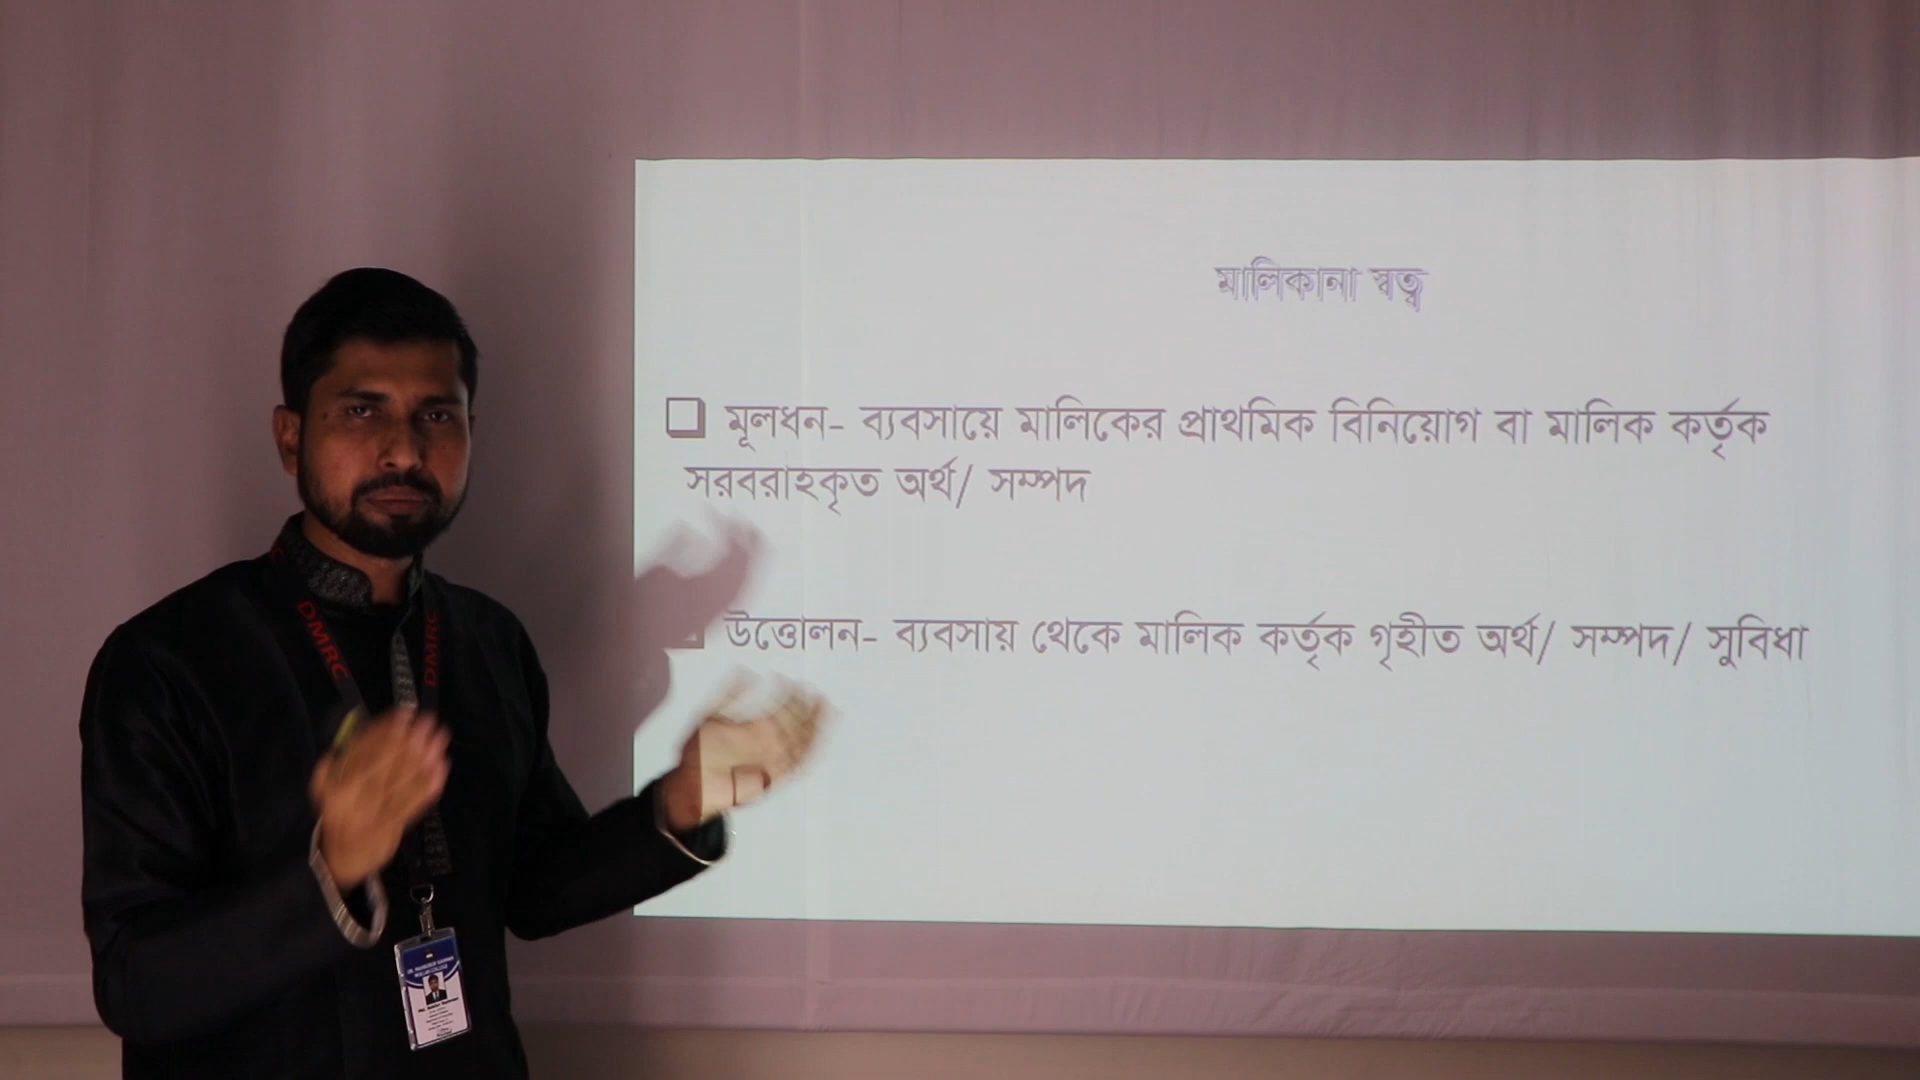 মালিকানা স্বত্ব
মূলধন- ব্যবসায়ে মালিকের প্রাথমিক বিনিয়োগ বা মালিক কর্তৃক
সরবরাহকৃত অর্থ/ সম্পদ
উত্তোলন- ব্যবসায় থেকে মালিক কর্তৃক গৃহীত অর্থ/ সম্পদ/ সুবিধা
DMRC
DMRC